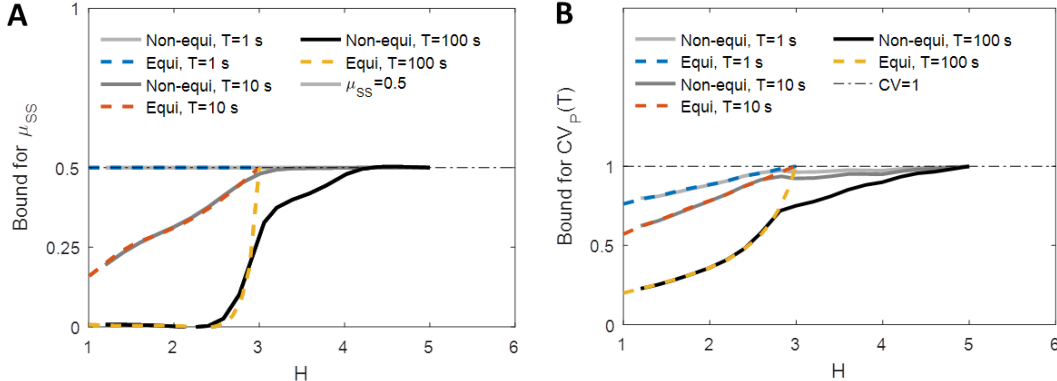 A
Bound for μSS
1
0.5
0.25
0
Non-equi, T=1 s
Equi, T=1 s
Non-equi, T=10 s
Equi, T=10 s
Non-equi, T=100 s
Equi, T=100 s
μSS=0.5
1 2 3 4 5 6
H
B
Bound for CVP(T)
1
0.5
0
Non-equi, T=1 s
Equi, T=1 s
Non-equi, T=10 s
Equi, T=10 s
Non-equi, T=100 s
Equi, T=100 s
CV=1
1 2 3 4 5 6
H